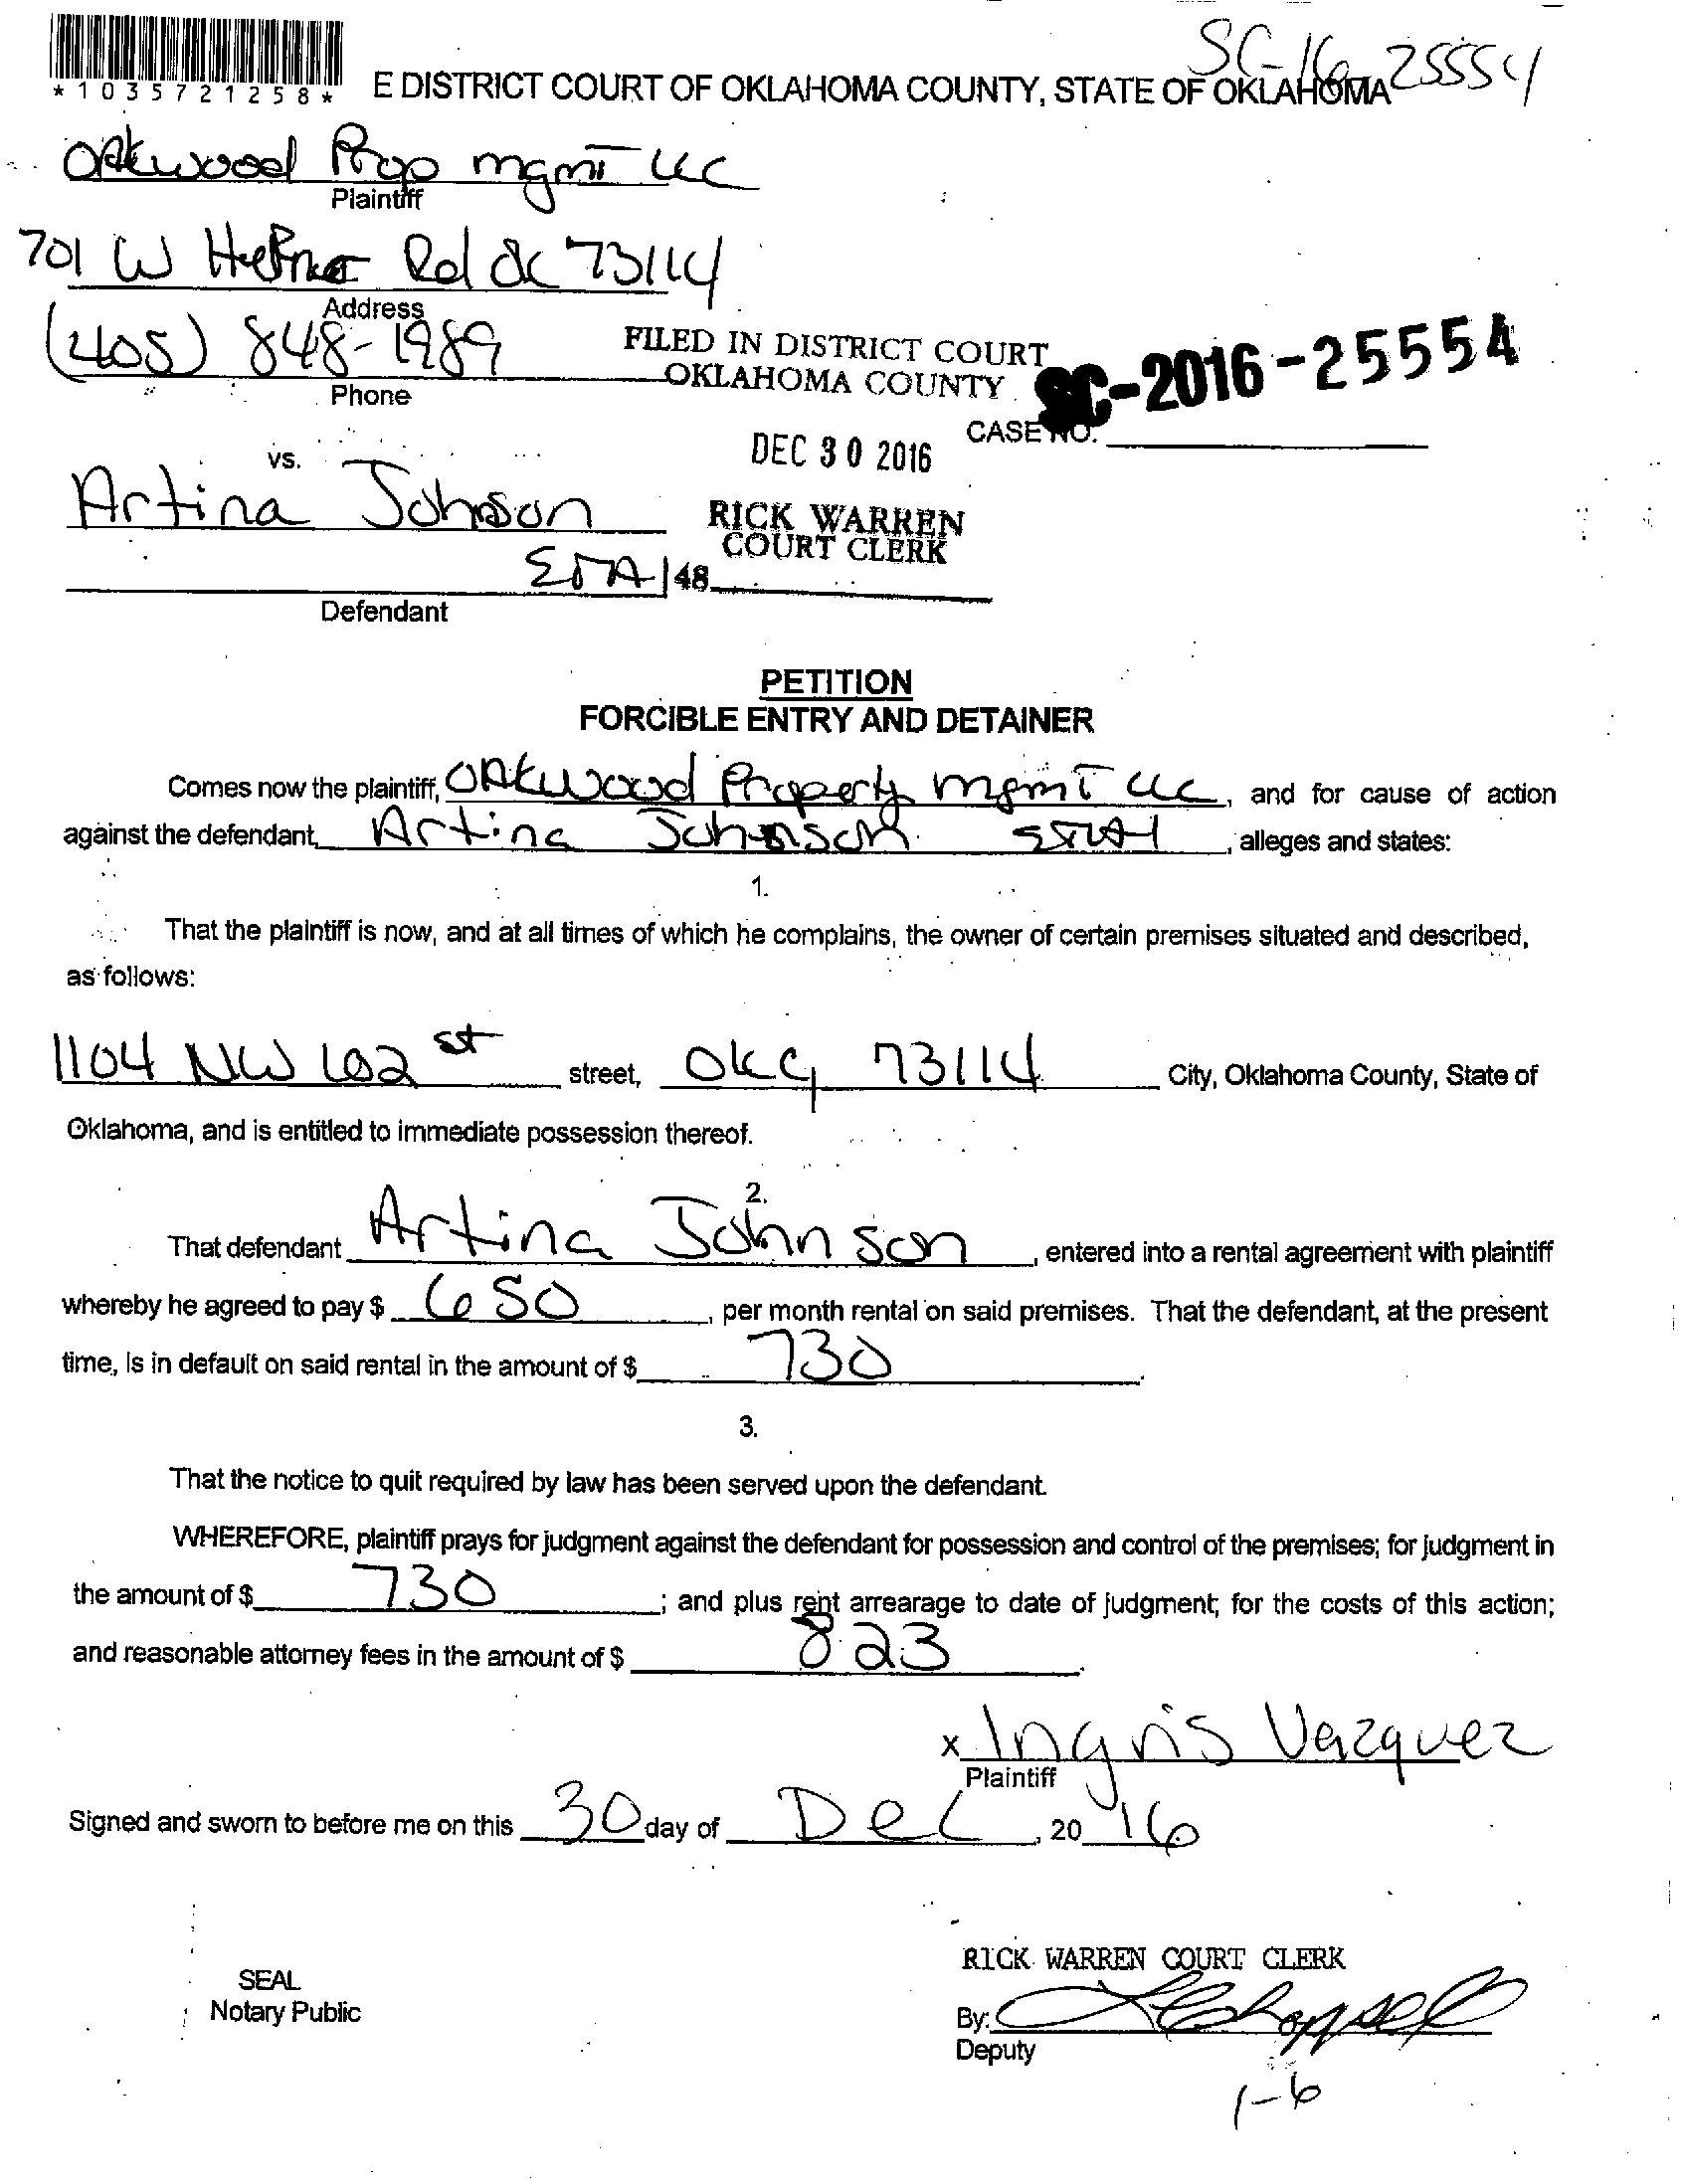 SC-16-25554
*1035721258* E DISTRICT COURT OF OKLAHOMA COUNTY, STATE OF OKLAHOMA
Oakwood Prop mgmt LLC
Plaintiff
701 W Hefner Rd OK 73114
Address
(405) 848-1989
FILED IN DISTRICT COURT
OKLAHOMA COUNTY
SC-2016-25554
Phone
CASE NO.
DEC 30 2016
vs.
Artina Johnson
RICK WARREN
COURT CLERK
48
Defendant
PETITION
FORCIBLE ENTRY AND DETAINER
Comes now the plaintiff, Oakwood Property mgmt LLC, and for cause of action
against the defendant, Artina Johnson, alleges and states:
1.
That the plaintiff is now, and at all times of which he complains, the owner of certain premises situated and described,
as follows:
1104 NW 102 st street, OKC, 73114 City, Oklahoma County, State of
Oklahoma, and is entitled to immediate possession thereof.
2.
That defendant Artina Johnson, entered into a rental agreement with plaintiff
whereby he agreed to pay $ 650, per month rental on said premises. That the defendant, at the present
time, is in default on said rental in the amount of $ 730.
3.
That the notice to quit required by law has been served upon the defendant.
WHEREFORE, plaintiff prays for judgment against the defendant for possession and control of the premises; for judgment in
the amount of $ 730; and plus rent arrearage to date of judgment; for the costs of this action;
and reasonable attorney fees in the amount of $ 823.
x Ingris Vazquez
Plaintiff
Signed and sworn to before me on this 30 day of Dec, 2016
RICK WARREN COURT CLERK
SEAL
Notary Public
By:
Deputy
1-6